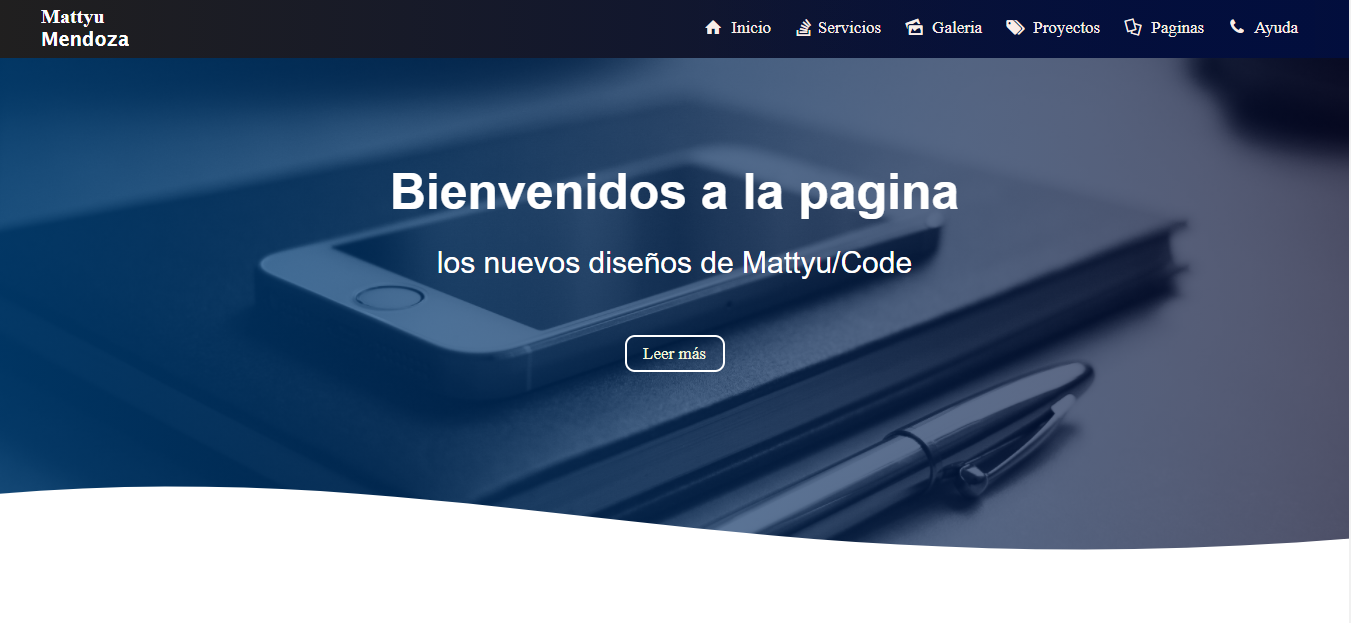 Mattyu
Mendoza
Inicio Servicios Galeria Proyectos Paginas Ayuda
Bienvenidos a la pagina
los nuevos diseños de Mattyu/Code
Leer más